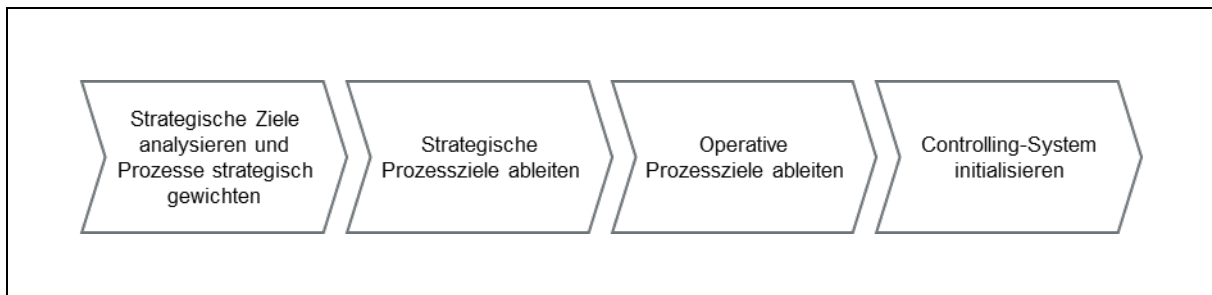 Strategische Ziele
analysieren und
Prozesse strategisch
gewichten
Strategische
Prozessziele ableiten
Operative
Prozessziele ableiten
Controlling-System
initialisieren